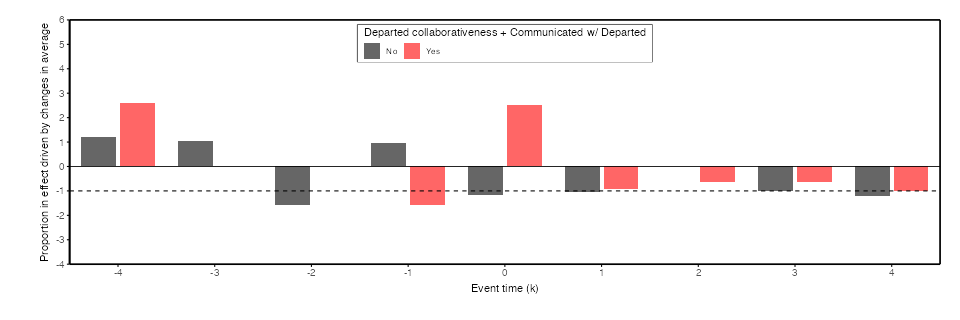 Departed collaborativeness + Communicated w/ Departed
No Yes
Proportion in effect driven by changes in average
6
5
4
3
2
1
0
-1
-2
-3
-4
-4 -3 -2 -1 0 1 2 3 4
Event time (k)